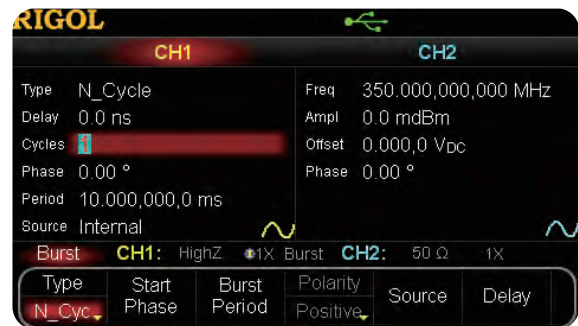 RIGOL
CH1 CH2
Type N_Cycle
Delay 0.0 ns
Cycles 1
Phase 0.00 °
Period 10.000,000,0 ms
Source Internal
Freq 350.000,000,000 MHz
Ampl 0.0 mdBm
Offset 0.000,0 VDC
Phase 0.00 °
Burst CH1: HighZ 1X Burst CH2: 50 Ω 1X
Type
N_Cyc
Start
Phase
Burst
Period
Polarity
Positive
Source
Delay